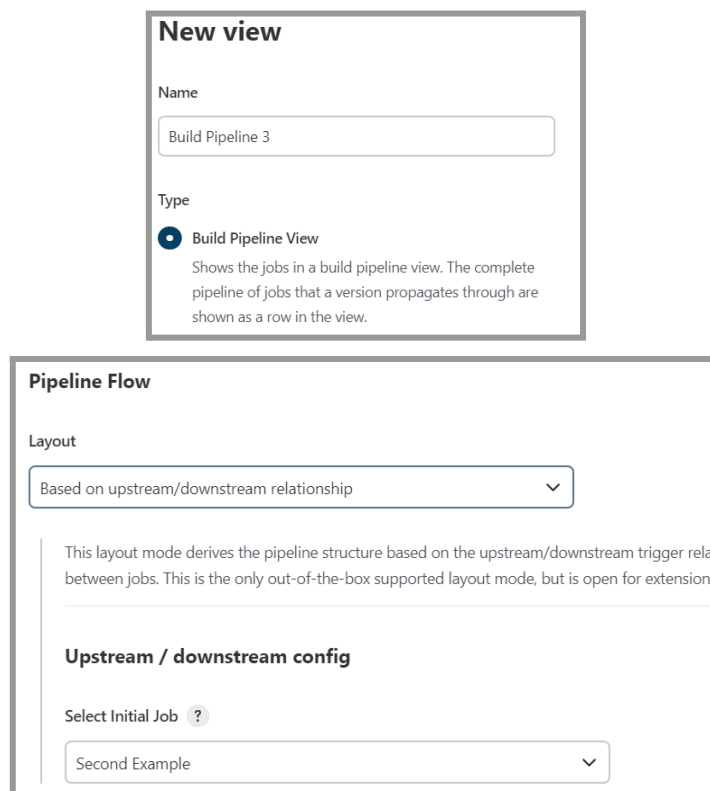 New view
Name
Build Pipeline 3
Type
Build Pipeline View
Shows the jobs in a build pipeline view. The complete
pipeline of jobs that a version propagates through are
shown as a row in the view.
Pipeline Flow
Layout
Based on upstream/downstream relationship
This layout mode derives the pipeline structure based on the upstream/downstream trigger rela
between jobs. This is the only out-of-the-box supported layout mode, but is open for extension
Upstream / downstream config
Select Initial Job ?
Second Example